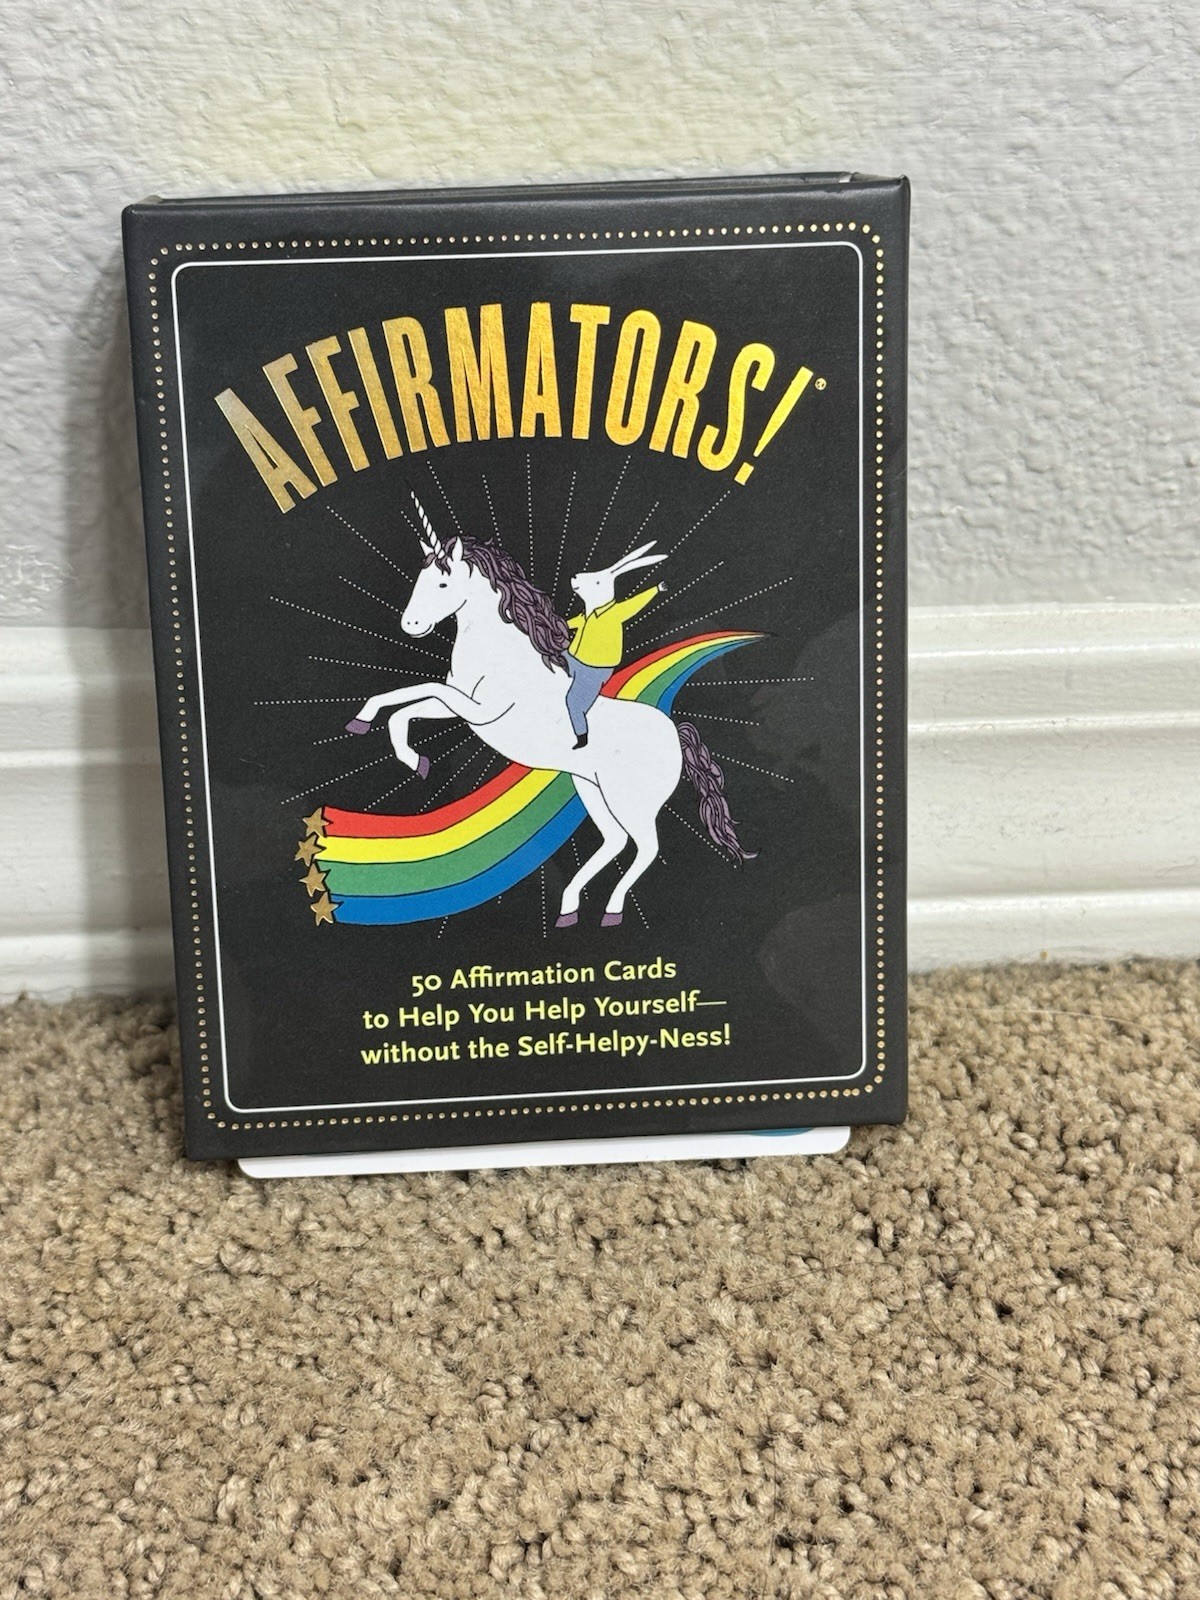 AFFIRMATORS!®
50 Affirmation Cards
to Help You Help Yourself—
without the Self-Helpy-Ness!